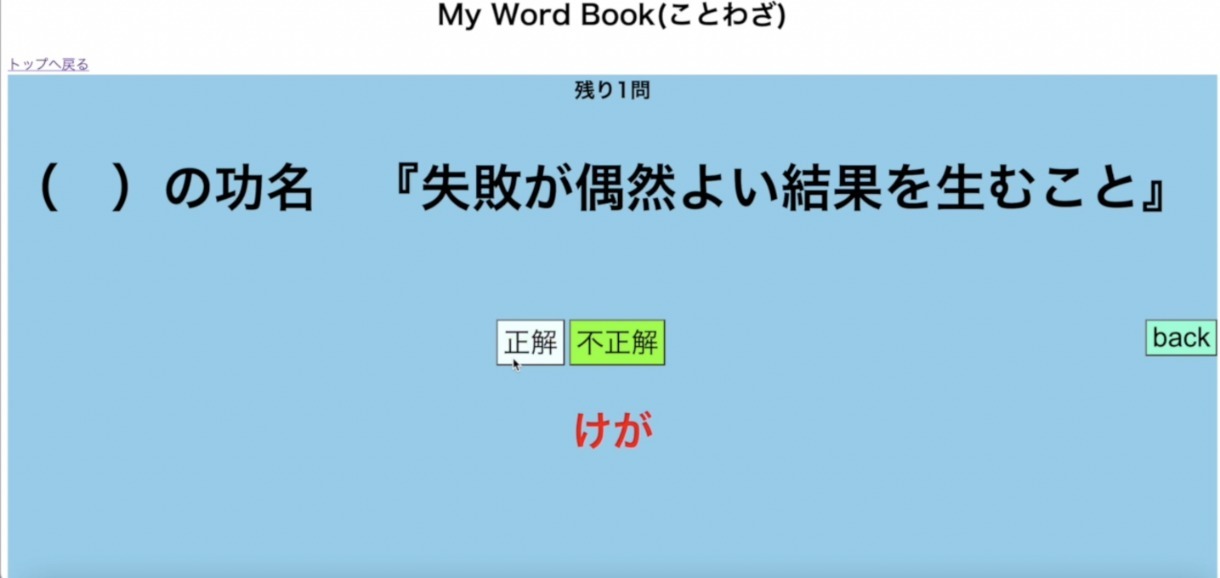 My Word Book(ことわざ)
トップへ戻る
残り1問
（　）の功名　『失敗が偶然よい結果を生むこと』
正解 不正解 back
けが